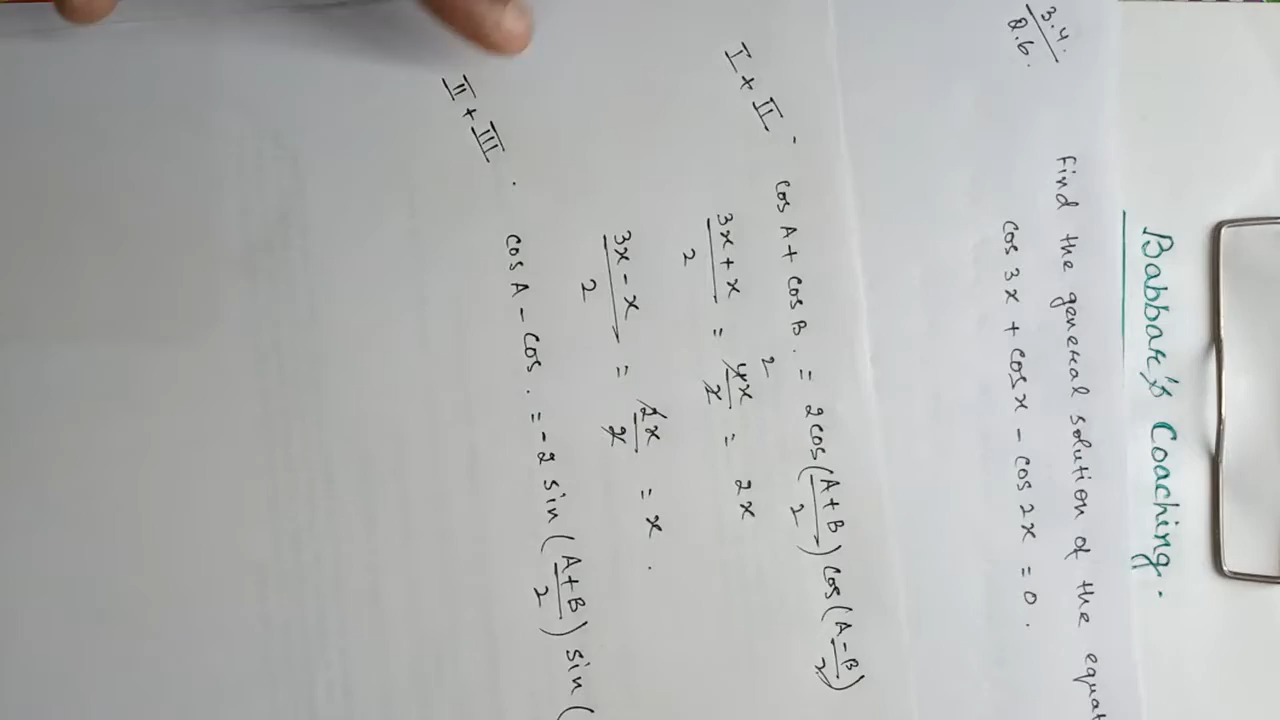 Babbar's Coaching.
3.4.
Q.6.
Find the general solution of the
cos 3x + cos x - cos 2x = 0.
I + II. cos A + cos B. = 2 cos (A+B/2) cos (A-B/2)
3x + x/2 = 4x/2 = 2x
3x - x/2 = 2x/2 = x.
II + III. cos A - cos. = -2 sin (A+B/2) sin (